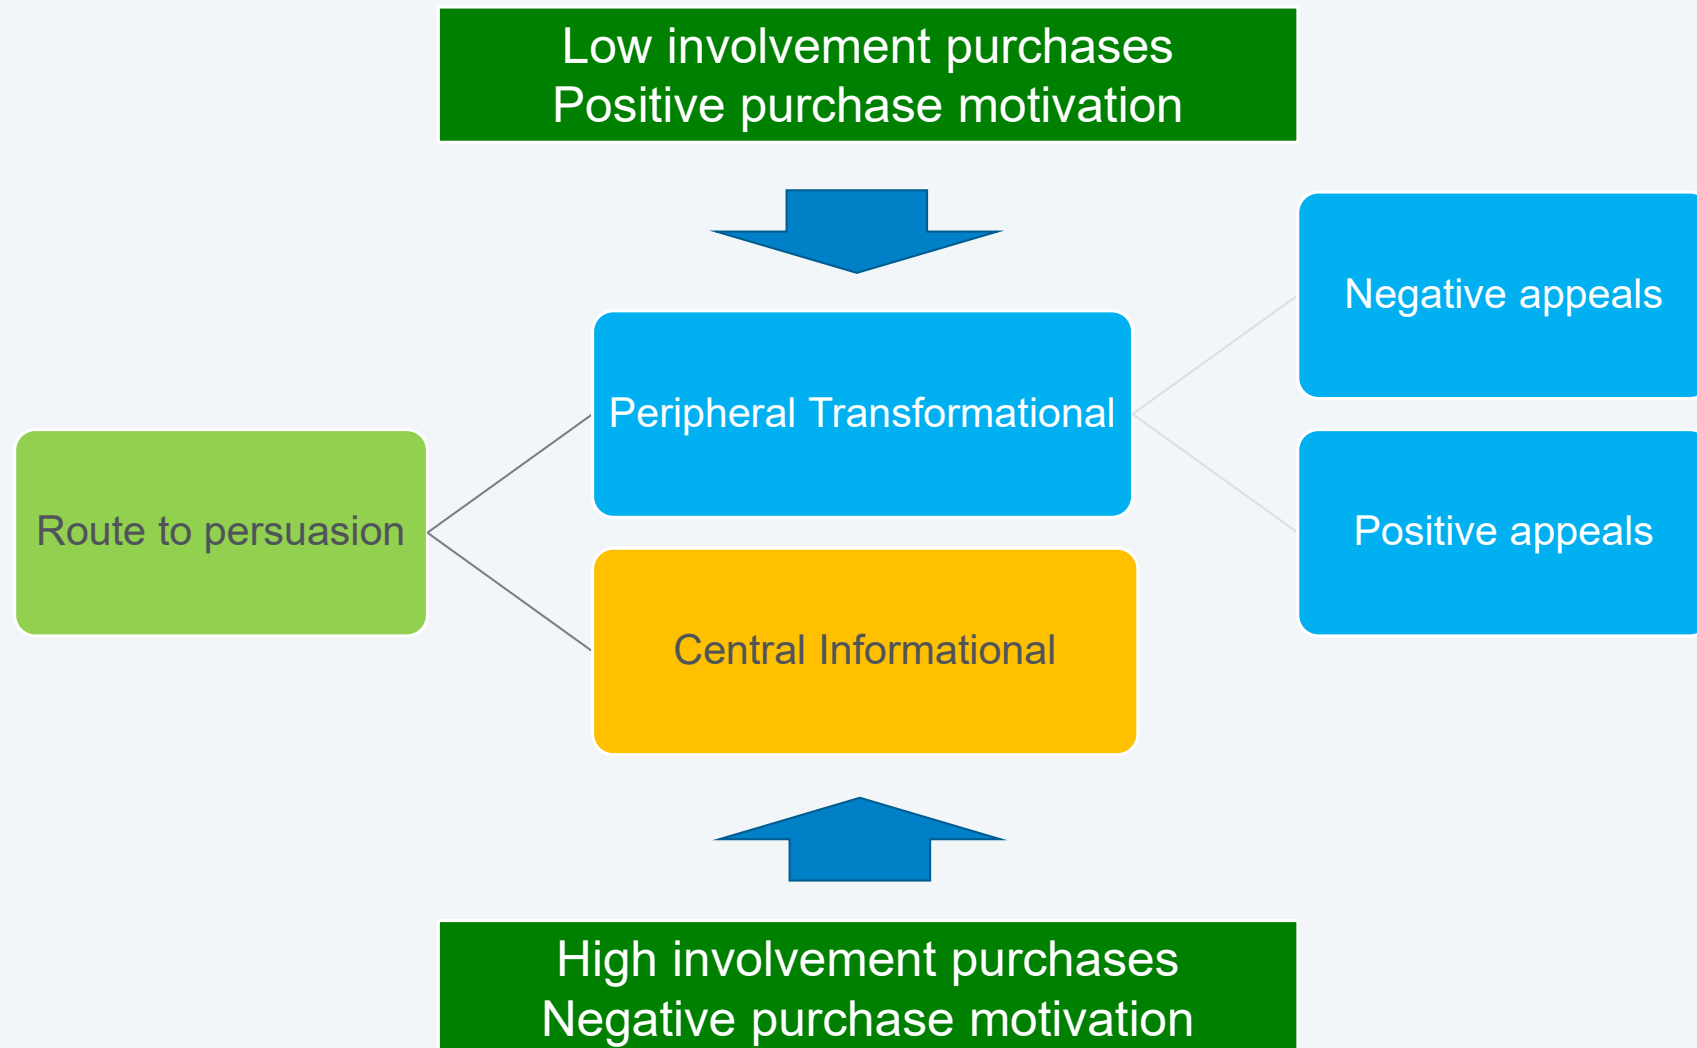 Low involvement purchases
Positive purchase motivation
Negative appeals
Peripheral Transformational
Route to persuasion
Positive appeals
Central Informational
High involvement purchases
Negative purchase motivation